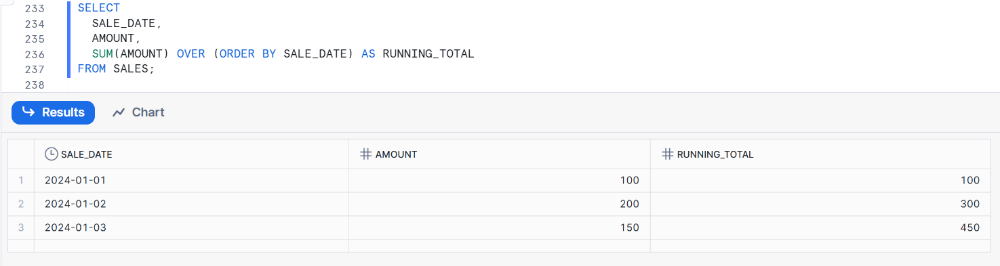 233 SELECT
234 SALE_DATE,
235 AMOUNT,
236 SUM(AMOUNT) OVER (ORDER BY SALE_DATE) AS RUNNING_TOTAL
237 FROM SALES;
238
Results Chart
SALE_DATE AMOUNT RUNNING_TOTAL
1 2024-01-01 100 100
2 2024-01-02 200 300
3 2024-01-03 150 450